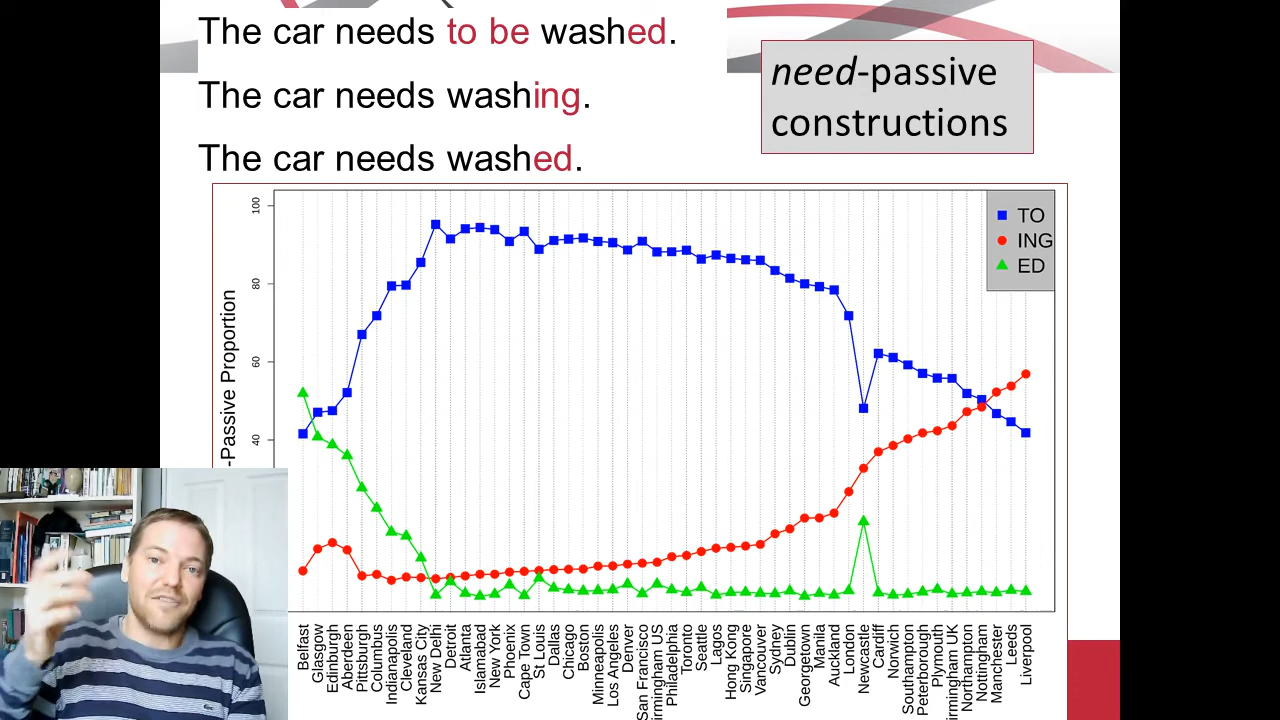 The car needs to be washed.
The car needs washing.
The car needs washed.
need-passive
constructions
TO
ING
ED
-Passive Proportion
100
80
60
40
Belfast
Glasgow
Edinburgh
Aberdeen
Pittsburgh
Columbus
Indianapolis
Cleveland
Kansas City
New Delhi
Detroit
Atlanta
Islamabad
New York
Phoenix
Cape Town
St Louis
Dallas
Chicago
Boston
Minneapolis
Los Angeles
Denver
San Francisco
irmingham US
Philadelphia
Toronto
Seattle
Lagos
Hong Kong
Singapore
Vancouver
Sydney
Dublin
Georgetown
Manila
Auckland
London
Newcastle
Cardiff
Norwich
Southampton
Peterborough
Plymouth
irmingham UK
Northampton
Nottingham
Manchester
Leeds
Liverpool